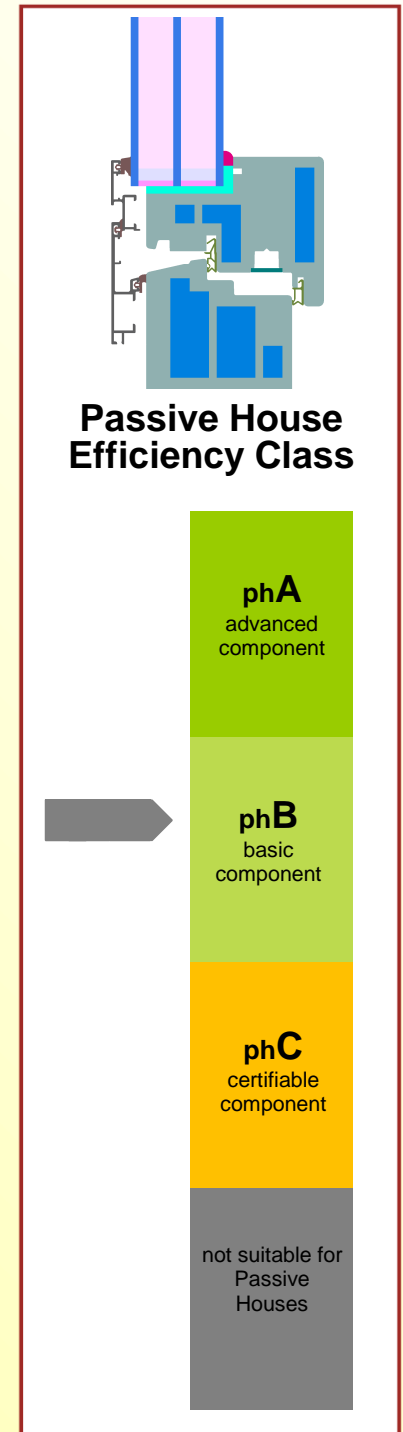 Passive House
Efficiency Class
phA
advanced
component
phB
basic
component
phC
certifiable
component
not suitable for
Passive
Houses